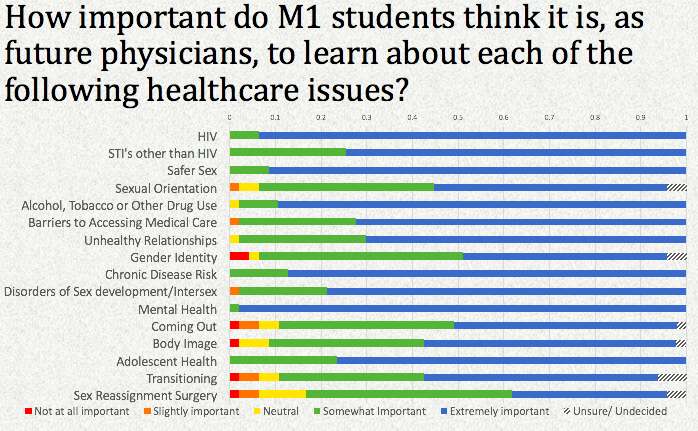 How important do M1 students think it is, as
future physicians, to learn about each of the
following healthcare issues?
0 0.1 0.2 0.3 0.4 0.5 0.6 0.7 0.8 0.9 1
HIV
STI's other than HIV
Safer Sex
Sexual Orientation
Alcohol, Tobacco or Other Drug Use
Barriers to Accessing Medical Care
Unhealthy Relationships
Gender Identity
Chronic Disease Risk
Disorders of Sex development/Intersex
Mental Health
Coming Out
Body Image
Adolescent Health
Transitioning
Sex Reassignment Surgery
Not at all important Slightly important Neutral Somewhat Important Extremely important Unsure/ Undecided